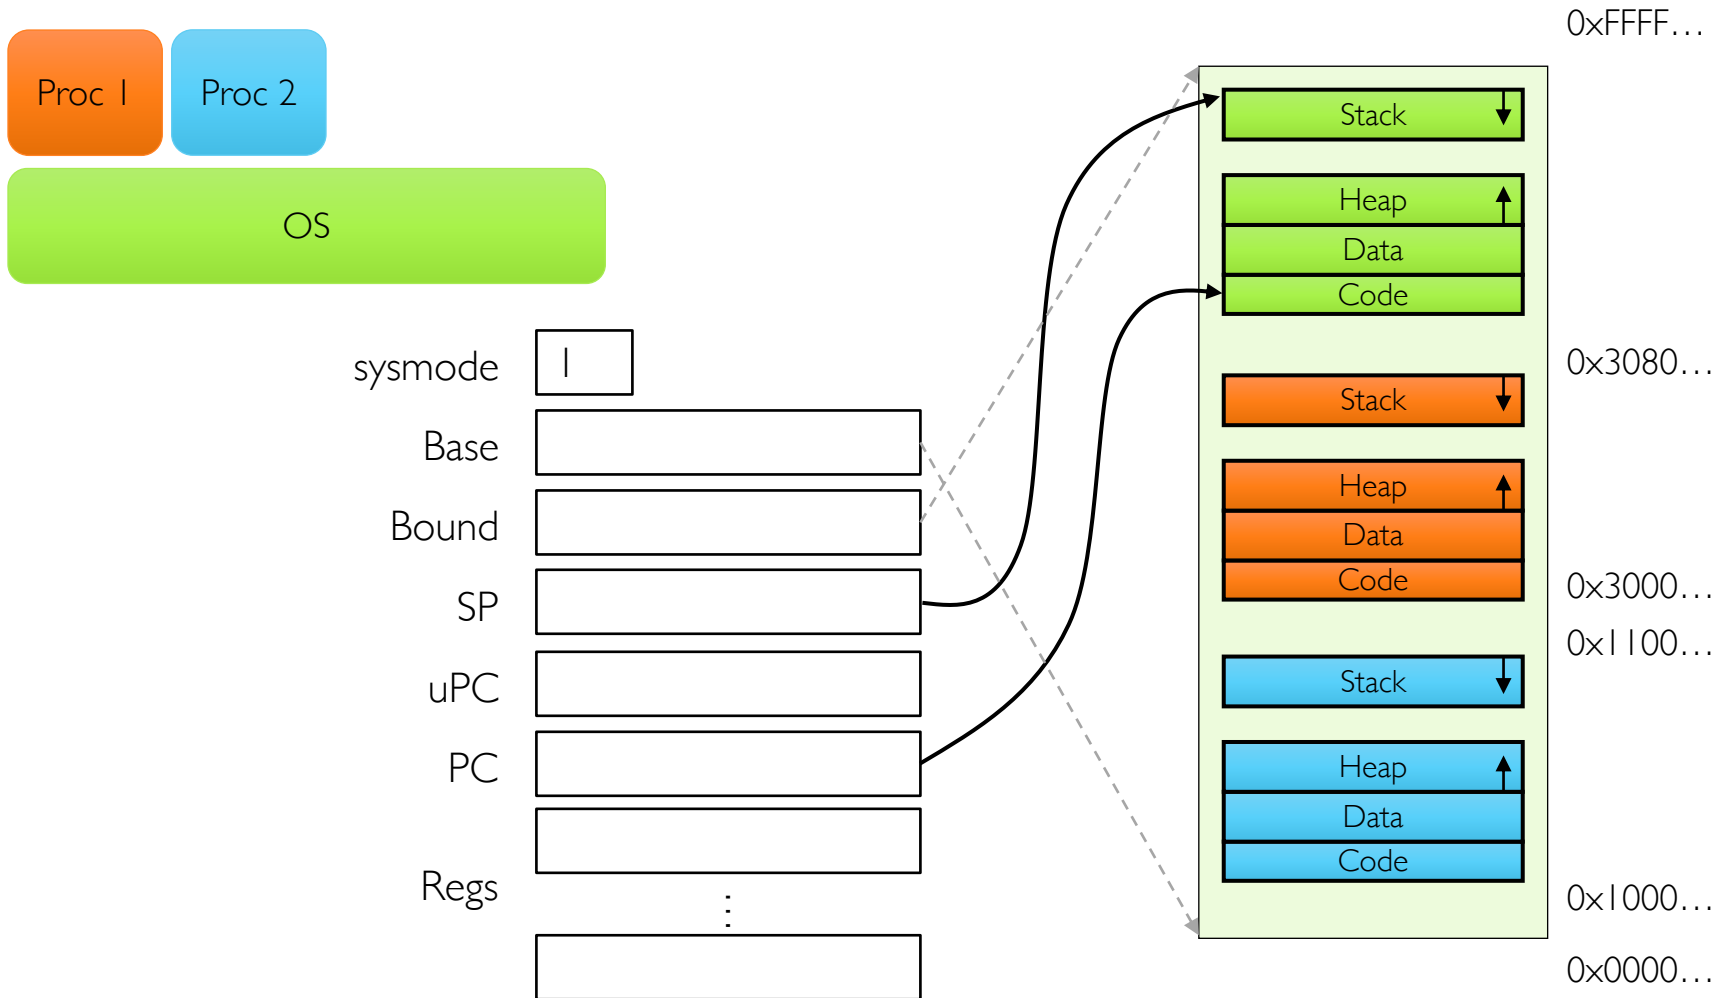 Proc 1
Proc 2
OS
sysmode
1
Base
Bound
SP
uPC
PC
Regs
⋮
0xFFFF…
Stack
Heap
Data
Code
0x3080…
Stack
Heap
Data
Code
0x3000…
0x1100…
Stack
Heap
Data
Code
0x1000…
0x0000…